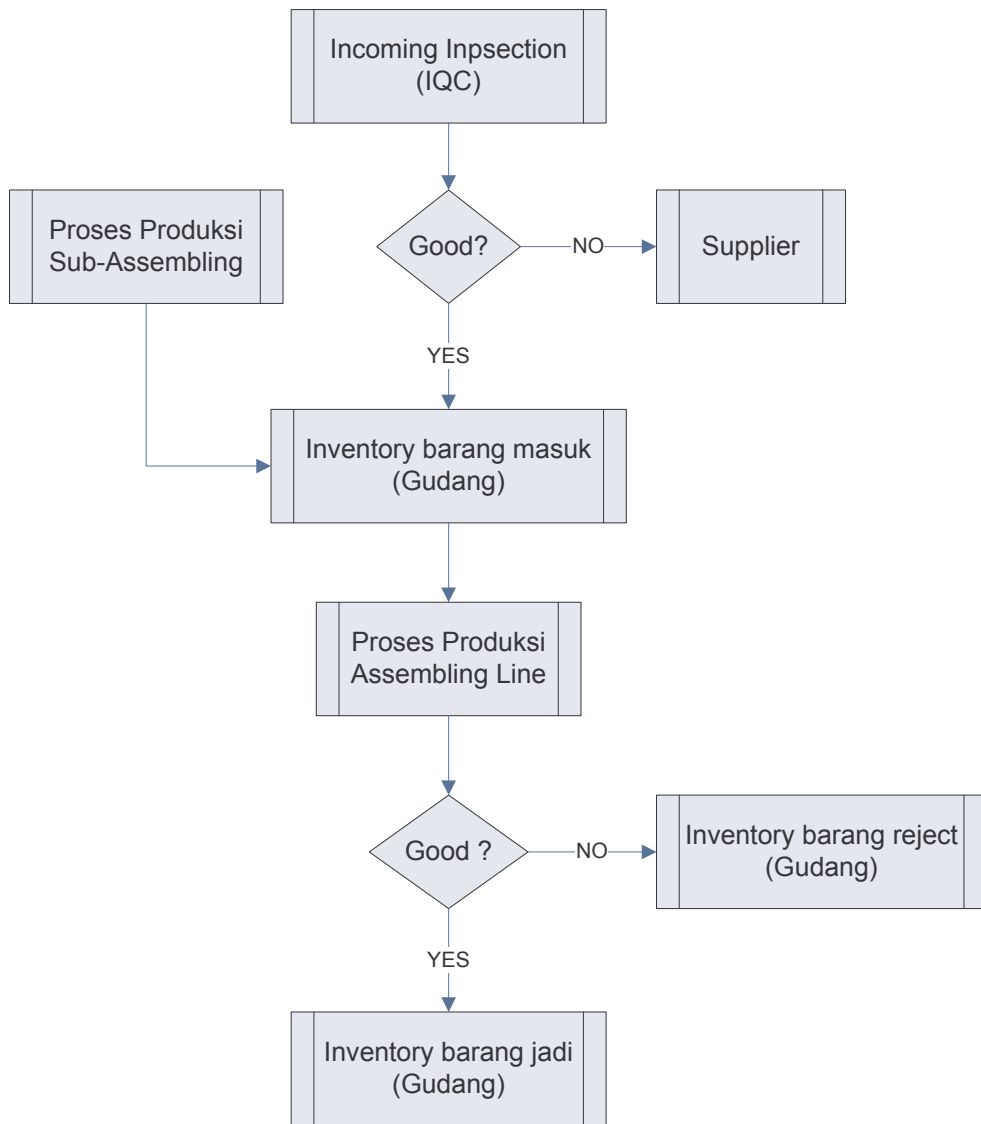 Incoming Inpsection
(IQC)
Proses Produksi
Sub-Assembling
Good?
NO
Supplier
YES
Inventory barang masuk
(Gudang)
Proses Produksi
Assembling Line
Good ?
NO
Inventory barang reject
(Gudang)
YES
Inventory barang jadi
(Gudang)